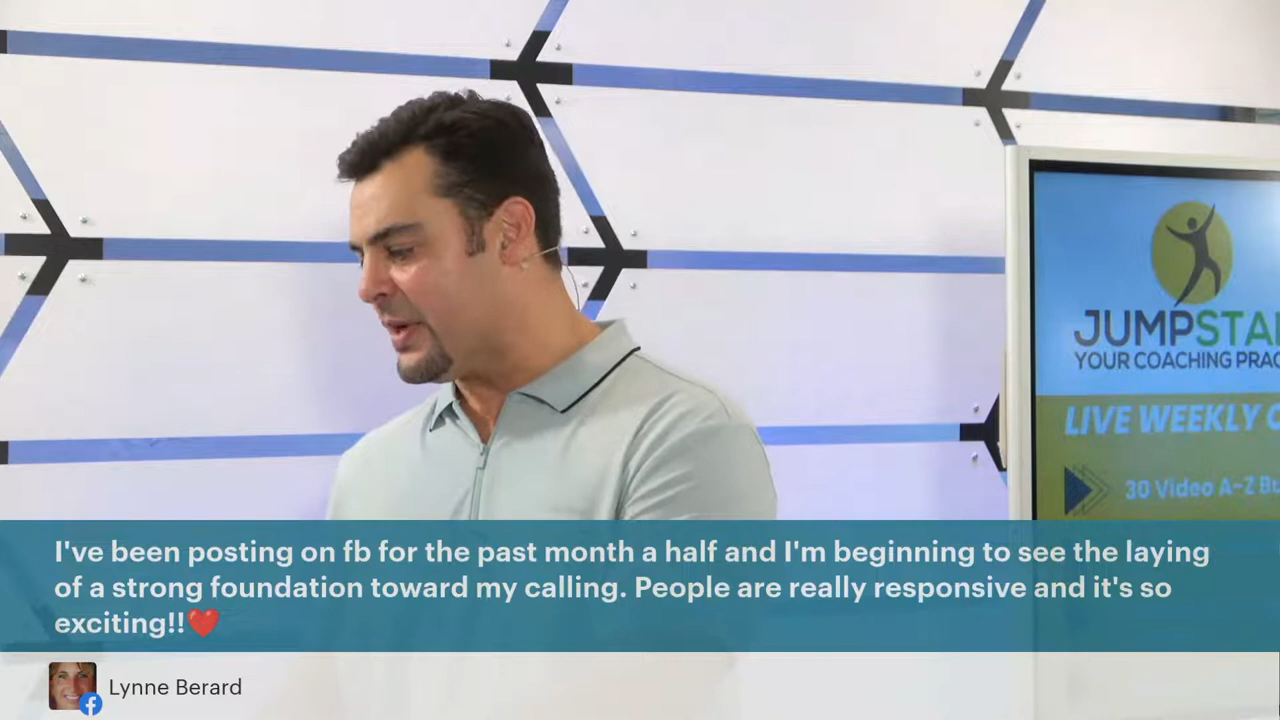 JUMPSTA
YOUR COACHING PRAC
LIVE WEEKLY
30 Video A-Z
I've been posting on fb for the past month a half and I'm beginning to see the laying
of a strong foundation toward my calling. People are really responsive and it's so
exciting!!❤️
Lynne Berard